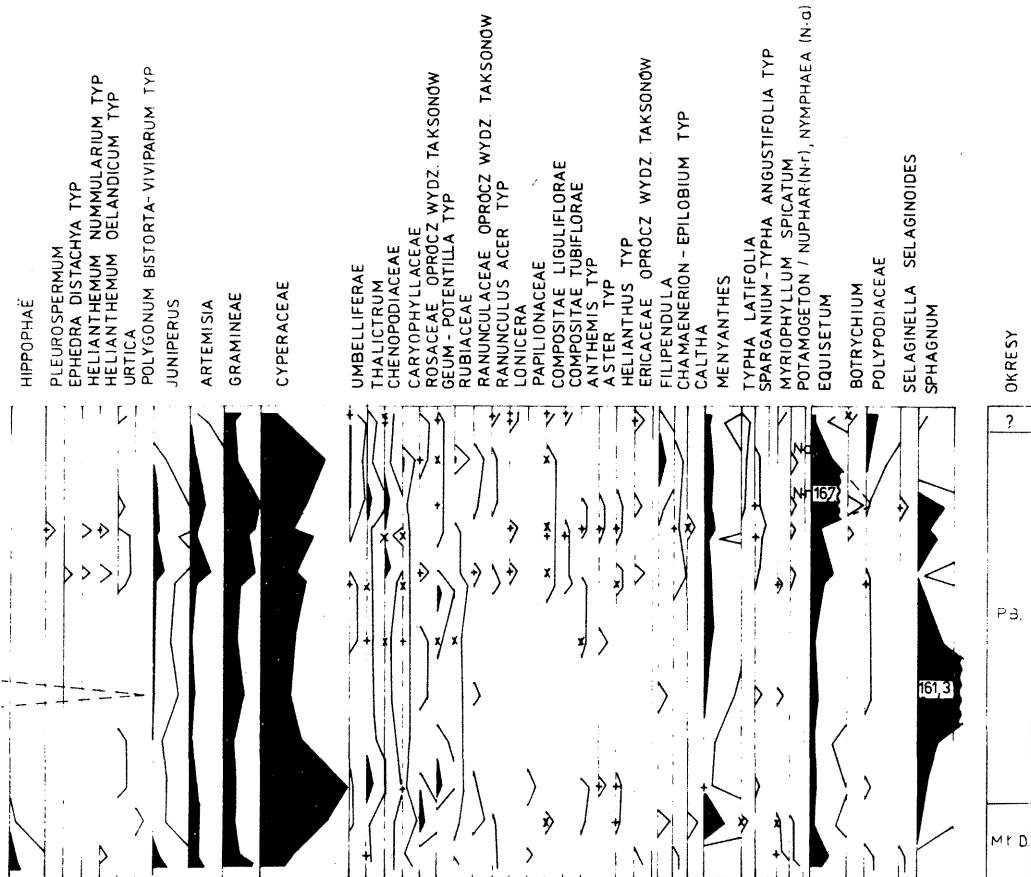 HIPPOPHAË
PLEUROSPERMUM
EPHEDRA DISTACHYA TYP
HELIANTHEMUM NUMMULARIUM TYP
HELIANTHEMUM OELANDICUM TYP
URTICA
POLYGONUM BISTORTA-VIVIPARUM TYP
JUNIPERUS
ARTEMISIA
GRAMINEAE
CYPERACEAE
UMBELLIFERAE
THALICTRUM
CHENOPODIACEAE
CARYOPHYLLACEAE
ROSACEAE OPRÓCZ WYDZ. TAKSONÓW
GEUM-POTENTILLA TYP
RUBIACEAE
RANUNCULACEAE OPRÓCZ WYDZ. TAKSONÓW
RANUNCULUS ACER TYP
LONICERA
PAPILIONACEAE
COMPOSITAE LIGULIFLORAE
COMPOSITAE TUBIFLORAE
ANTHEMIS TYP
ASTER TYP
HELIANTHUS TYP
ERICACEAE OPRÓCZ WYDZ. TAKSONÓW
FILIPENDULA
CHAMAENERION-EPILOBIUM TYP
CALTHA
MENYANTHES
TYPHA LATIFOLIA
SPARGANIUM-TYPHA ANGUSTIFOLIA TYP
MYRIOPHYLLUM SPICATUM
POTAMOGETON / NUPHAR(N-r), NYMPHAEA (N-a)
EQUISETUM
BOTRYCHIUM
POLYPODIACEAE
SELAGINELLA SELAGINOIDES
SPHAGNUM
OKRESY
?
Na
Nr
167
PB.
161,3
Mł D.